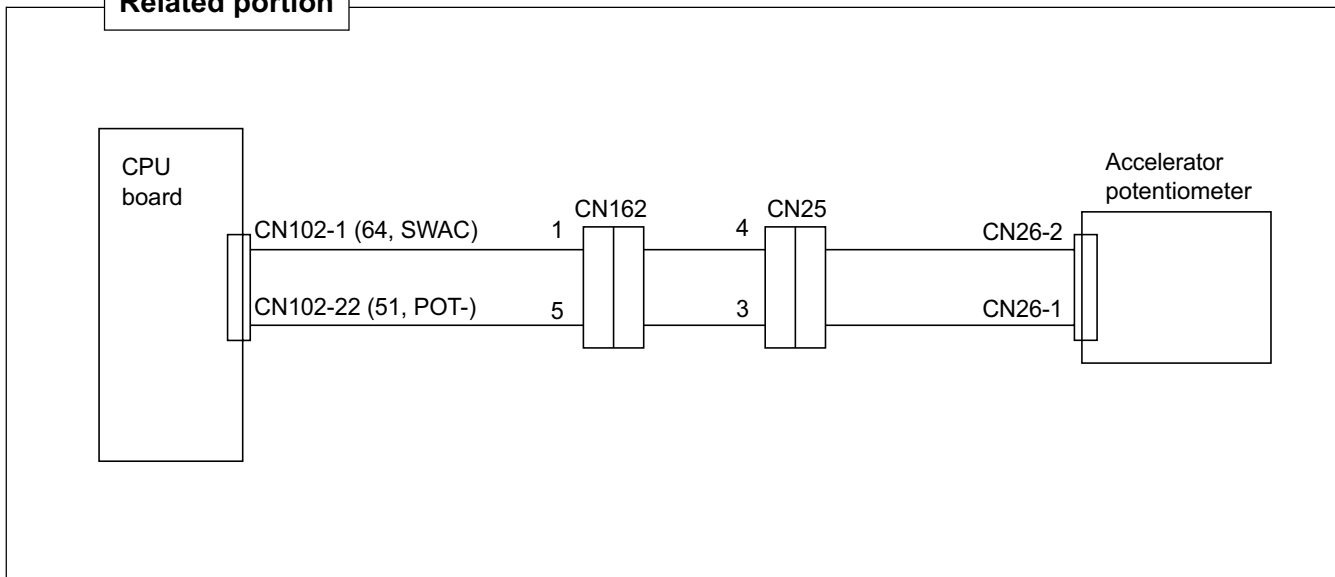 Related portion
CPU
board
Accelerator
potentiometer
CN102-1 (64, SWAC)
1
CN162
4
CN25
CN26-2
CN102-22 (51, POT-)
5
3
CN26-1